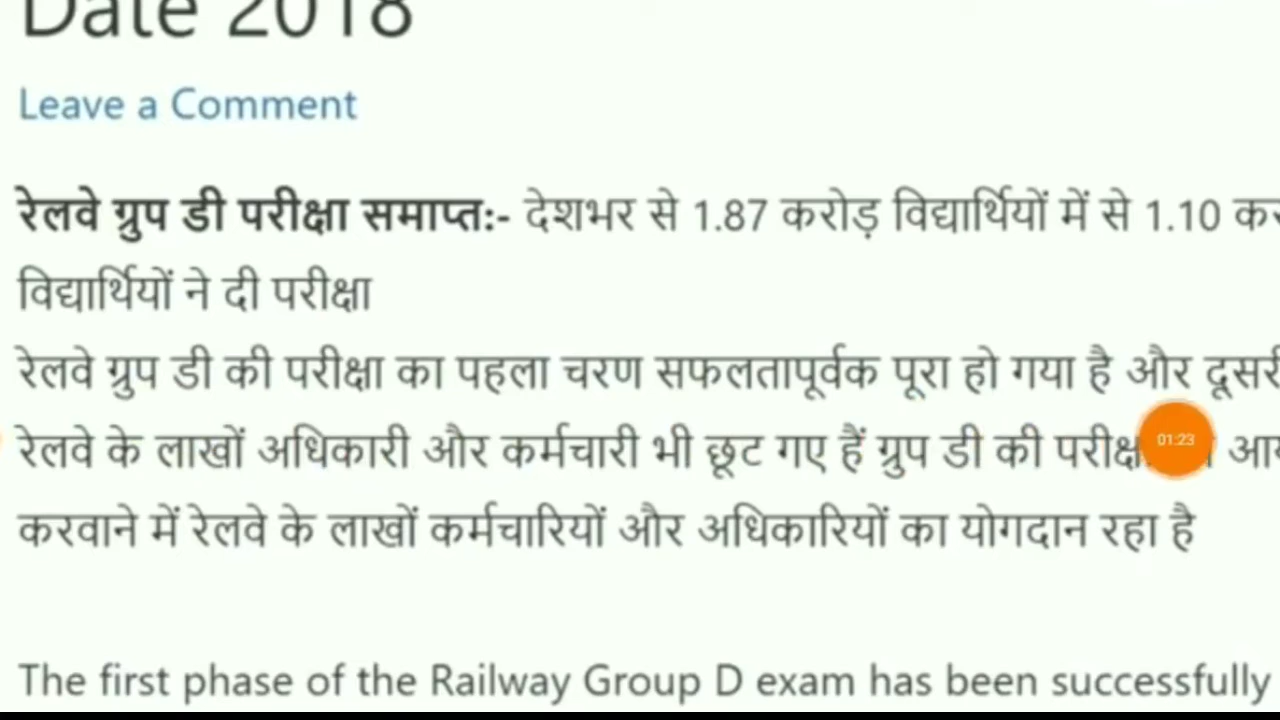 Date 2018
Leave a Comment
रेलवे ग्रुप डी परीक्षा समाप्तः- देशभर से 1.87 करोड़ विद्यार्थियों में से 1.10
विद्यार्थियों ने दी परीक्षा
रेलवे ग्रुप डी की परीक्षा का पहला चरण सफलतापूर्वक पूरा हो गया है और
रेलवे के लाखों अधिकारी और कर्मचारी भी छूट गए हैं ग्रुप डी की
01:23
करवाने में रेलवे के लाखों कर्मचारियों और अधिकारियों का योगदान रहा है
The first phase of the Railway Group D exam has been successfully